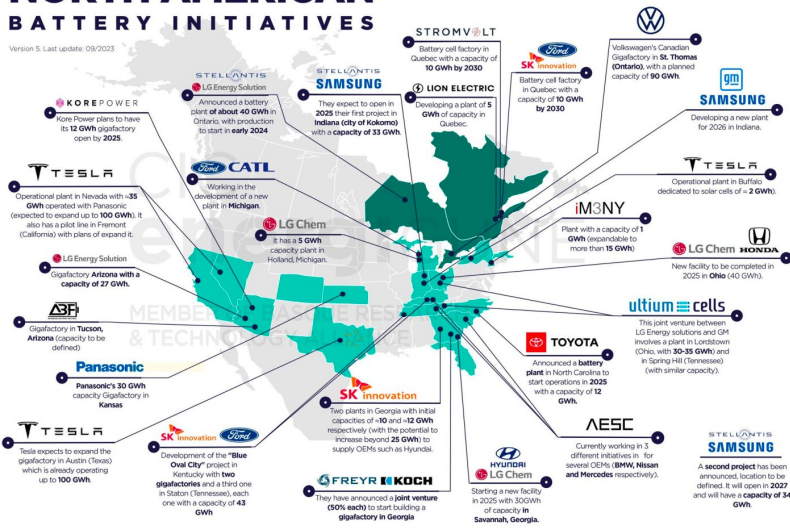 NORTH AMERICAN
BATTERY INITIATIVES
Version 5. Last update: 09/2023
STROMVOLT
Battery cell factory in
Quebec with a capacity of
10 GWh by 2030
Ford
SK innovation
Battery cell factory
in Quebec with a
capacity of 10 GWh
by 2030
Volkswagen's Canadian
Gigafactory in St. Thomas
(Ontario), with a planned
capacity of 90 GWh.
gm
SAMSUNG
Developing a new plant
for 2026 in Indiana.
STELLANTIS
LG Energy Solution
Announced a battery
plant of about 40 GWh in
Ontario, with production
to start in early 2024
STELLANTIS
SAMSUNG
They expect to open in
2025 their first project in
Indiana (city of Kokomo)
with a capacity of 33 GWh.
LION ELECTRIC
Developing a plant of 5
GWh of capacity in
Quebec.
KOREPOWER
Kore Power plans to have
its 12 GWh gigafactory
open by 2025.
TESLA
Operational plant in Nevada with ≈35
GWh operated with Panasonic
(expected to expand up to 100 GWh). It
also has a pilot line in Fremont
(California) with plans of expand it.
Ford CATL
Working in the
development of a new
plant in Michigan.
LG Chem
It has a 5 GWh
capacity plant in
Holland, Michigan.
TESLA
Operational plant in Buffalo
dedicated to solar cells of ≈ 2 GWh).
iM3NY
Plant with a capacity of 1
GWh (expandable to
more than 15 GWh)
LG Chem HONDA
New facility to be completed in
2025 in Ohio (40 GWh).
LG Energy Solution
Gigafactory Arizona with a
capacity of 27 GWh.
ABF
Gigafactory in Tucson,
Arizona (capacity to be
defined)
Panasonic
Panasonic's 30 GWh
capacity Gigafactory in
Kansas
ultium cells
This joint venture between
LG Energy solutions and GM
involves a plant in Lordstown
(Ohio, with 30-35 GWh) and
in Spring Hill (Tennessee)
(with similar capacity).
TOYOTA
Announced a battery
plant in North Carolina to
start operations in 2025
with a capacity of 12
GWh.
TESLA
Tesla expects to expand the
gigafactory in Austin (Texas)
which is already operating
up to 100 GWh.
SK innovation Ford
Development of the "Blue
Oval City" project in
Kentucky with two
gigafactories and a third one
in Staton (Tennessee), each
one with a capacity of 43
GWh
SK innovation
Two plants in Georgia with initial
capacities of ≈10 and ≈12 GWh
respectively (with the potential to
increase beyond 25 GWh) to
supply OEMs such as Hyundai.
FREYR KOCH
They have announced a joint venture
(50% each) to start building a
gigafactory in Georgia
HYUNDAI
LG Chem
Starting a new facility
in 2025 with 30GWh
of capacity in
Savannah, Georgia.
AESC
Currently working in 3
different initiatives in for
several OEMs (BMW, Nissan
and Mercedes respectively).
STELLANTIS
SAMSUNG
A second project has been
announced, location to be
defined. It will open in 2027
and will have a capacity of 34
GWh.
MEMBER
BASQUE RES
& TECHNOLOGY ALLIANCE